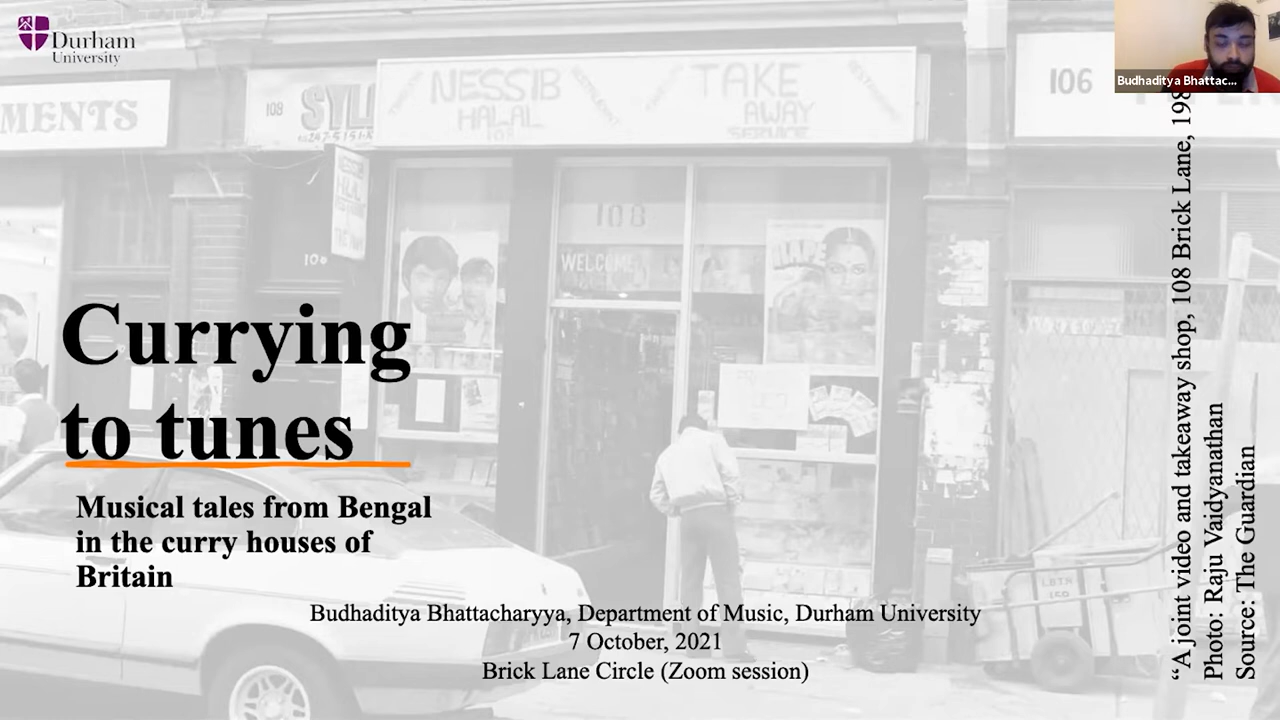 Durham
University
MENTS
108
SYL
247-5151
NESSIB
HALAL
TAKE
AWAY
SERVICE
106
Budhaditya Bhattac...
108
WELCOME
Currying
to tunes
Musical tales from Bengal
in the curry houses of
Britain
Budhaditya Bhattacharyya, Department of Music, Durham University
7 October, 2021
Brick Lane Circle (Zoom session)
“A joint video and takeaway shop, 108 Brick Lane, 198
Photo: Raju Vaidyanathan
Source: The Guardian